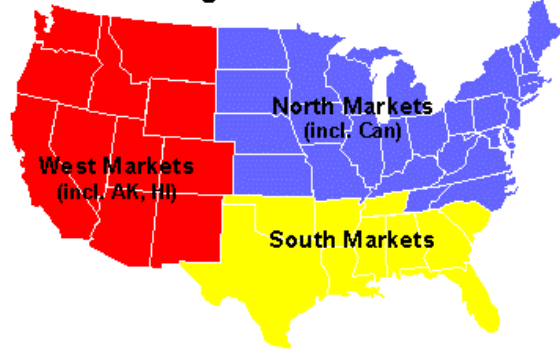 North Markets
(incl. Can)
West Markets
(incl. AK, HI)
South Markets